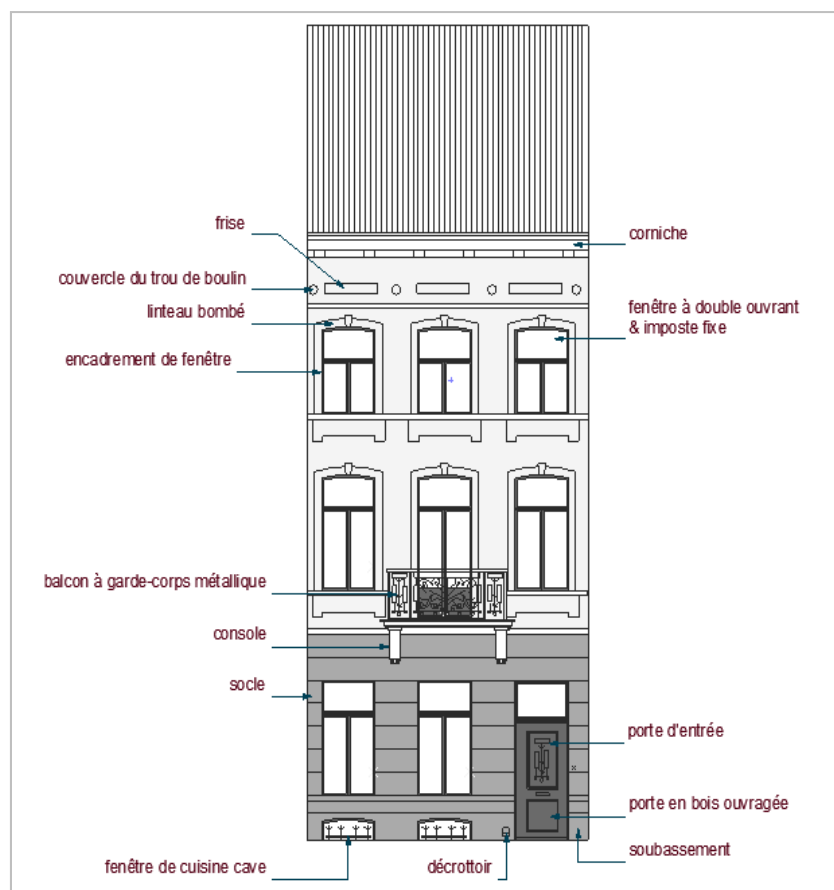 frise
corniche
couvercle du trou de boulin
linteau bombé
fenêtre à double ouvrant
& imposte fixe
encadrement de fenêtre
balcon à garde-corps métallique
console
socle
porte d'entrée
porte en bois ouvragée
soubassement
fenêtre de cuisine cave
décrottoir